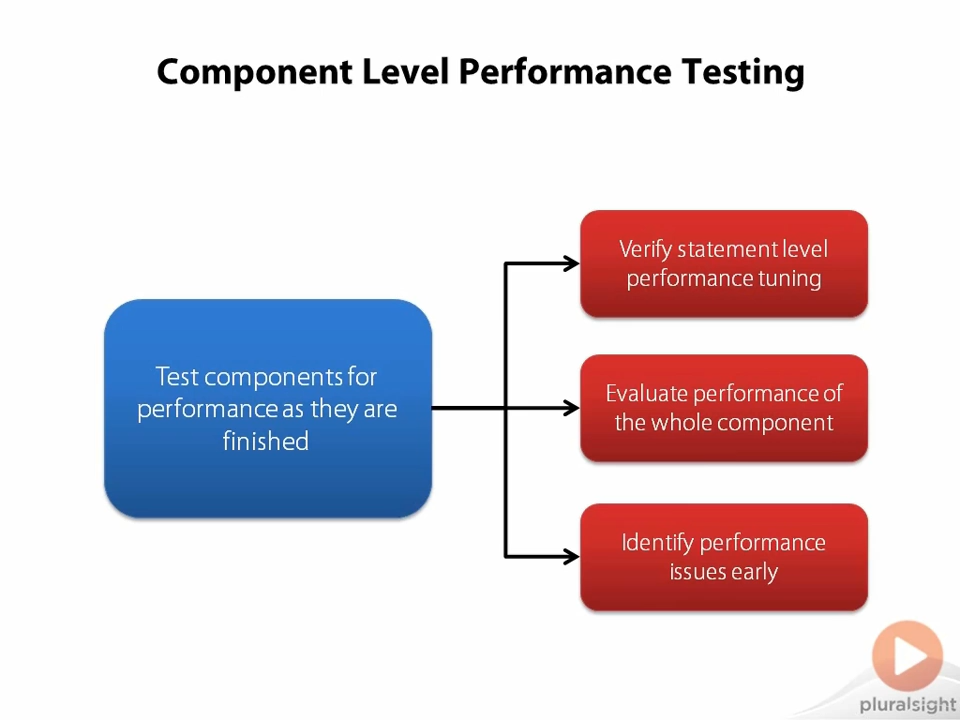 Component Level Performance Testing
Verify statement level
performance tuning
Test components for
performance as they are
finished
Evaluate performance of
the whole component
Identify performance
issues early
pluralsight